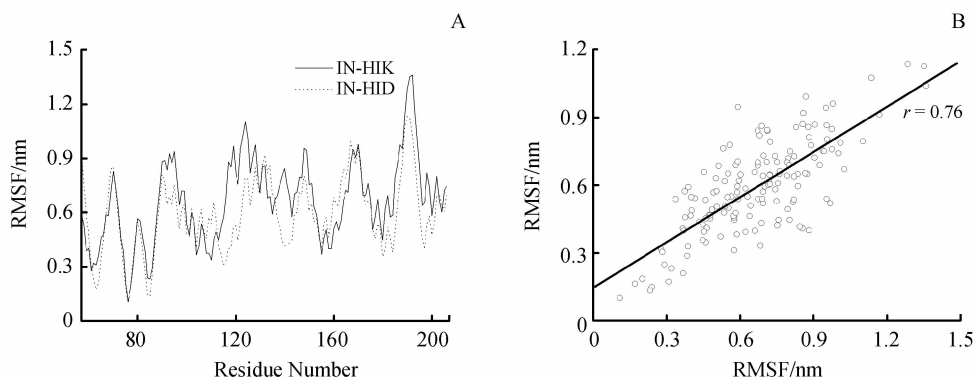 A
1.5
1.2
0.9
0.6
0.3
0
RMSF/nm
IN-HIK
IN-HID
80
120
160
200
Residue Number
B
1.2
0.9
0.6
0.3
0
RMSF/nm
r = 0.76
0
0.3
0.6
0.9
1.2
1.5
RMSF/nm